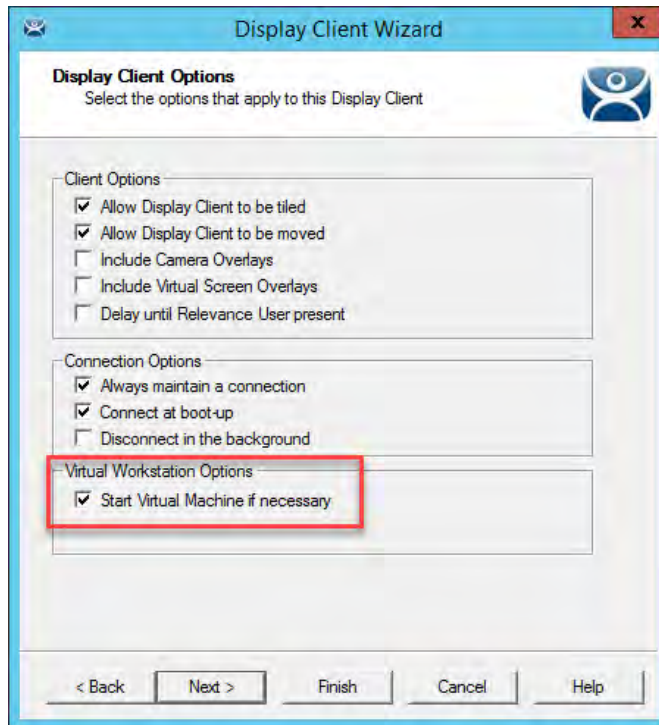 Display Client Wizard
x
Display Client Options
Select the options that apply to this Display Client
Client Options
Allow Display Client to be tiled
Allow Display Client to be moved
Include Camera Overlays
Include Virtual Screen Overlays
Delay until Relevance User present
Connection Options
Always maintain a connection
Connect at boot-up
Disconnect in the background
Virtual Workstation Options
Start Virtual Machine if necessary
< Back Next > Finish Cancel Help